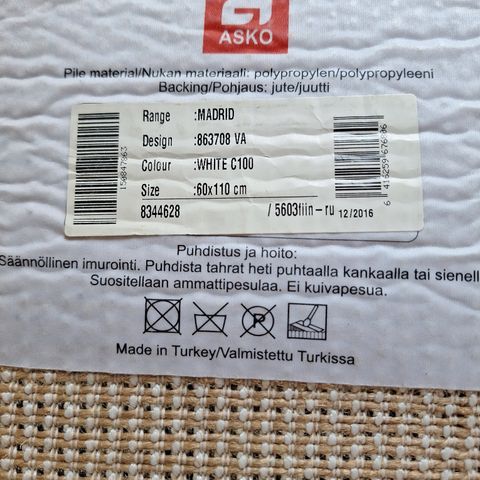 ASKO
Pile material/Nukan materiaali: polypropylen/polypropyleeni
Backing/Pohjaus: jute/juutti
Range :MADRID
Design :863708 VA
Colour :WHITE C100
Size :60x110 cm
8344628 / 5603fiin-ru 12/2016
Puhdistus ja hoito:
Säännöllinen imurointi. Puhdista tahrat heti puhtaalla kankaalla tai sienell
Suositellaan ammattipesulaa. Ei kuivapesua.
Made in Turkey/Valmistettu Turkissa